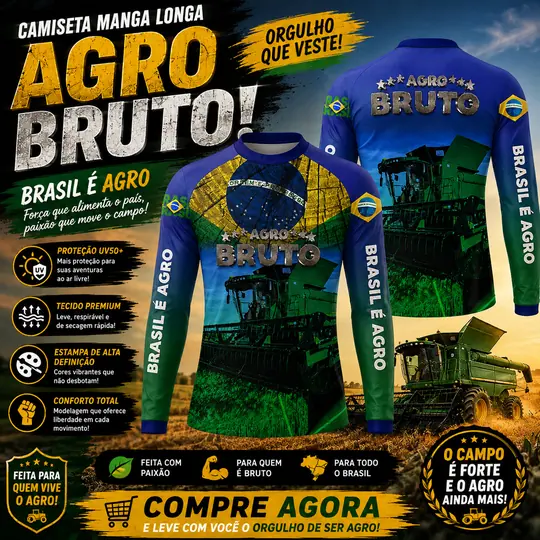 CAMISETA MANGA LONGA
AGRO
BRUTO!
ORGULHO
QUE VESTE!
BRASIL É AGRO
Força que alimenta o país,
paixão que move o campo!
UV
PROTEÇÃO UV50+
Mais proteção para
suas aventuras
ao ar livre!
TECIDO PREMIUM
Leve, respirável e
de secagem rápida!
ESTAMPA DE ALTA
DEFINIÇÃO
Cores vibrantes que
não desbotam!
CONFORTO TOTAL
Modelagem que oferece
liberdade em cada
movimento!
AGRO
BRUTO
BRASIL É AGRO
BRASIL É AGRO
AGRO
BRUTO
BRASIL É AGRO
FEITA PARA
QUEM VIVE
O AGRO!
FEITA COM
PAIXÃO
PARA QUEM
É BRUTO
PARA TODO
O BRASIL
O CAMPO
É FORTE
E O AGRO
AINDA MAIS!
COMPRE AGORA
E LEVE COM VOCÊ O ORGULHO DE SER AGRO!